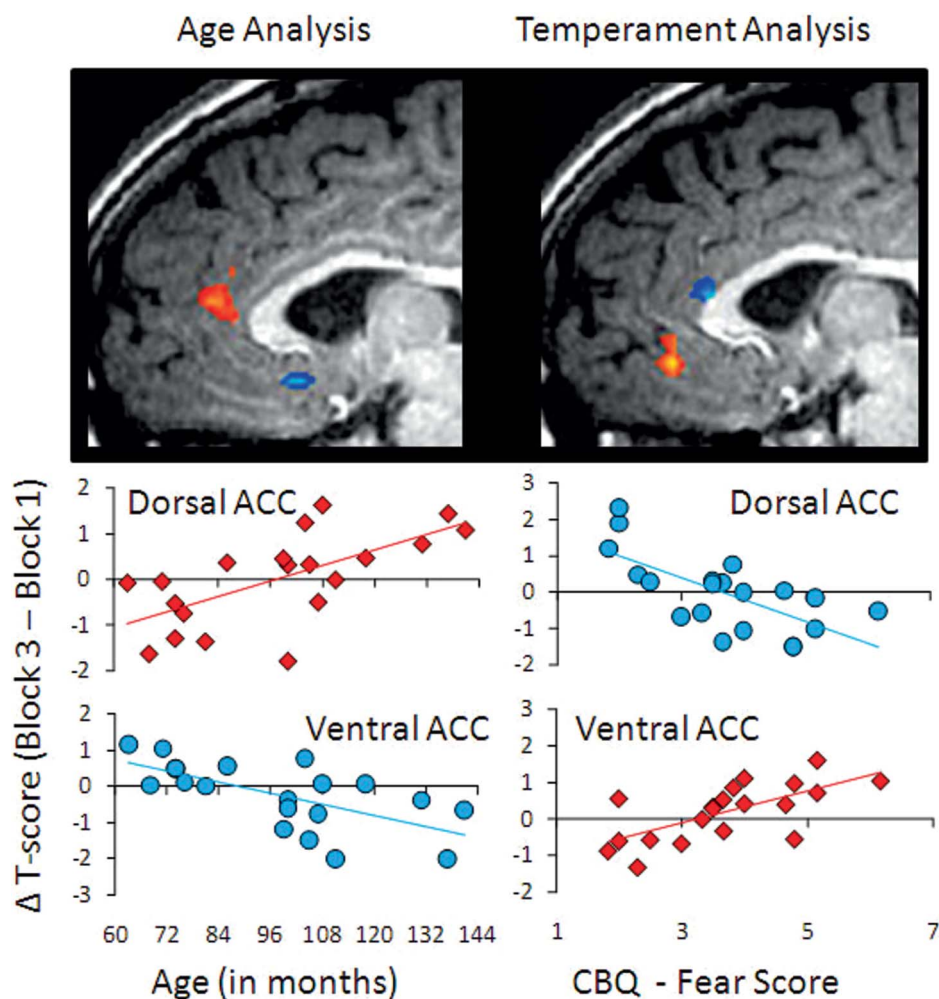 Age Analysis
Temperament Analysis
Δ T-score (Block 3 – Block 1)
Dorsal ACC
2
1
0
-1
-2
Dorsal ACC
3
2
1
0
-1
-2
Ventral ACC
2
1
0
-1
-2
-3
Ventral ACC
3
2
1
0
-1
-2
60 72 84 96 108 120 132 144
1 3 5 7
Age (in months)
CBQ - Fear Score